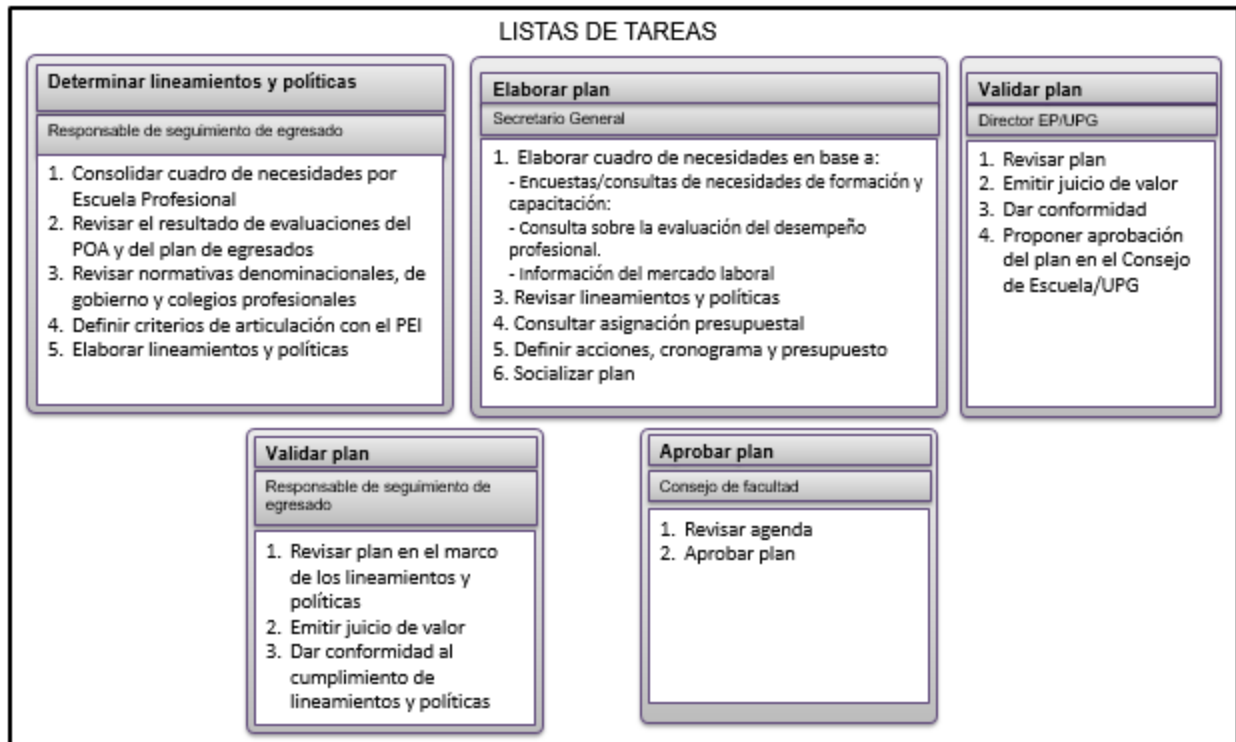 LISTAS DE TAREAS
Determinar lineamientos y políticas
Responsable de seguimiento de egresado
1. Consolidar cuadro de necesidades por
Escuela Profesional
2. Revisar el resultado de evaluaciones del
POA y del plan de egresados
3. Revisar normativas denominacionales, de
gobierno y colegios profesionales
4. Definir criterios de articulación con el PEI
5. Elaborar lineamientos y políticas
Elaborar plan
Secretario General
1. Elaborar cuadro de necesidades en base a:
- Encuestas/consultas de necesidades de formación y
capacitación:
- Consulta sobre la evaluación del desempeño
profesional.
- Información del mercado laboral
3. Revisar lineamientos y políticas
4. Consultar asignación presupuestal
5. Definir acciones, cronograma y presupuesto
6. Socializar plan
Validar plan
Director EP/UPG
1. Revisar plan
2. Emitir juicio de valor
3. Dar conformidad
4. Proponer aprobación
del plan en el Consejo
de Escuela/UPG
Validar plan
Responsable de seguimiento de
egresado
1. Revisar plan en el marco
de los lineamientos y
políticas
2. Emitir juicio de valor
3. Dar conformidad al
cumplimiento de
lineamientos y políticas
Aprobar plan
Consejo de facultad
1. Revisar agenda
2. Aprobar plan